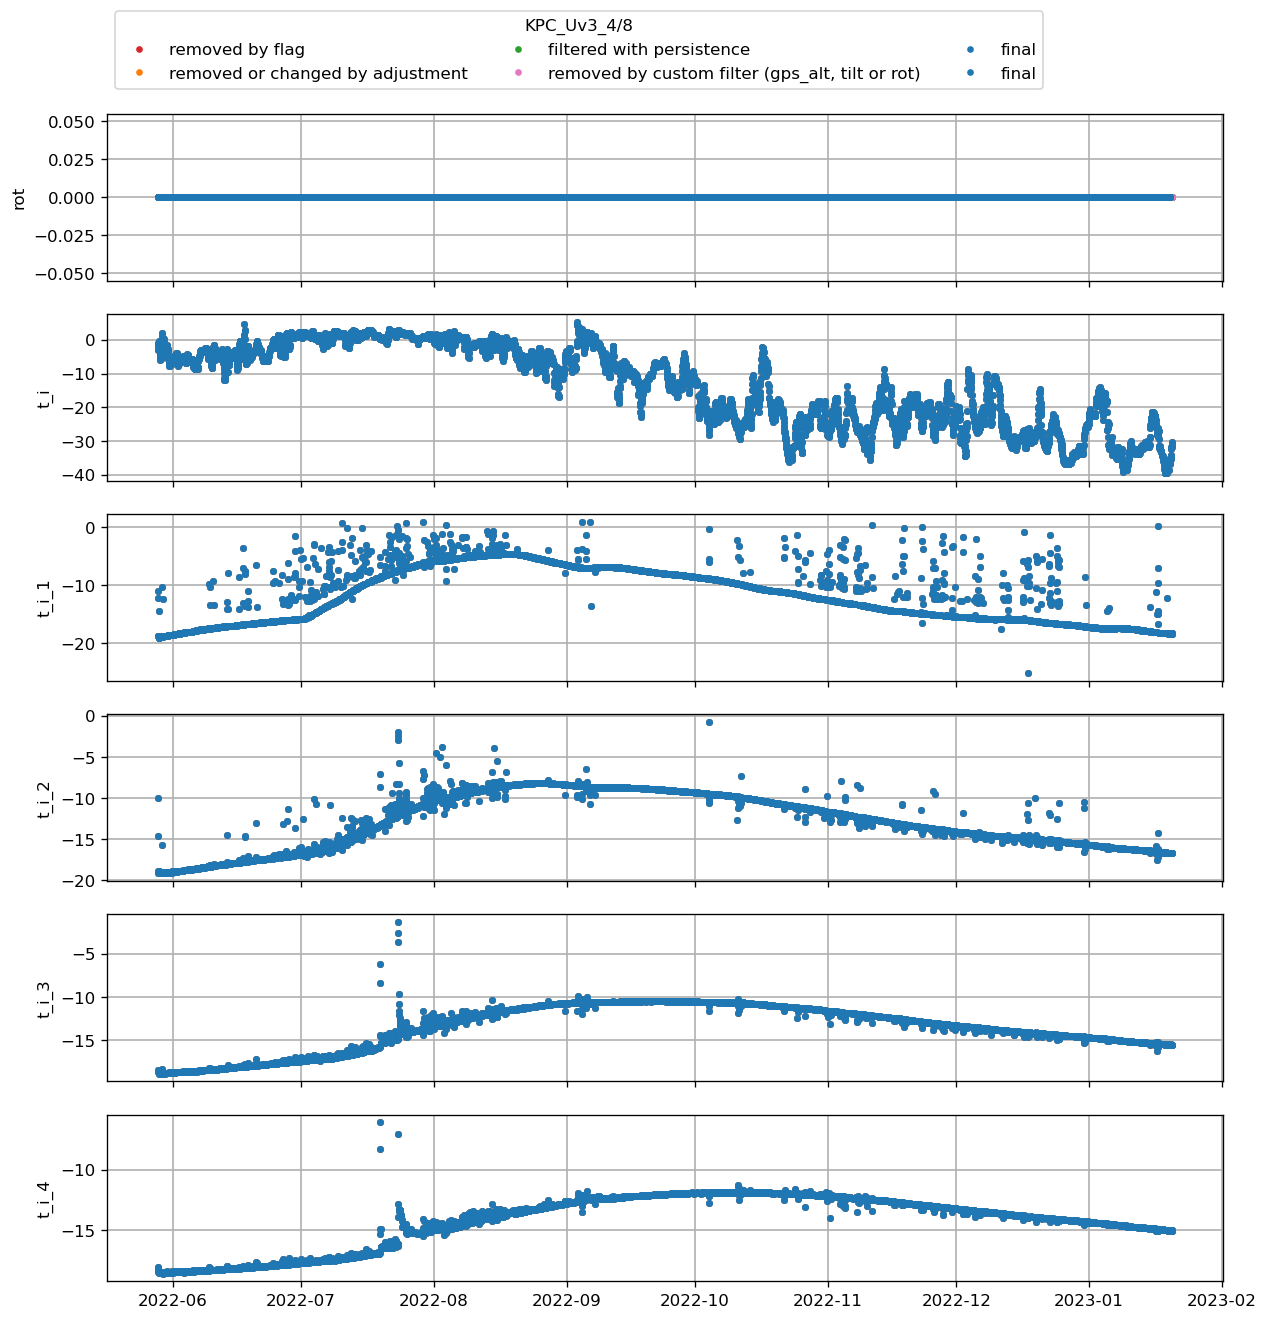 KPC_Uv3_4/8
removed by flag
filtered with persistence
final
removed or changed by adjustment
removed by custom filter (gps_alt, tilt or rot)
final
0.050
0.025
0.000
−0.025
−0.050
rot
0
−10
−20
−30
−40
t_i
0
−10
−20
t_i_1
0
−5
−10
−15
−20
t_i_2
−5
−10
−15
t_i_3
−10
−15
t_i_4
2022-06
2022-07
2022-08
2022-09
2022-10
2022-11
2022-12
2023-01
2023-02